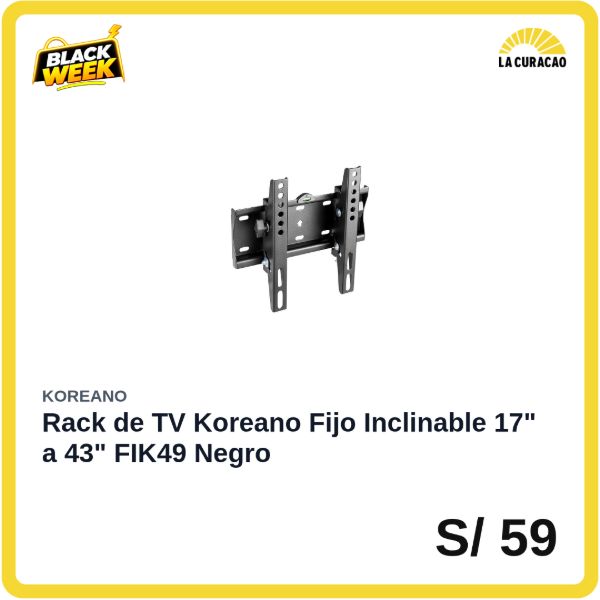 BLACK
WEEK
LA CURACAO
KOREANO
Rack de TV Koreano Fijo Inclinable 17"
a 43" FIK49 Negro
S/ 59